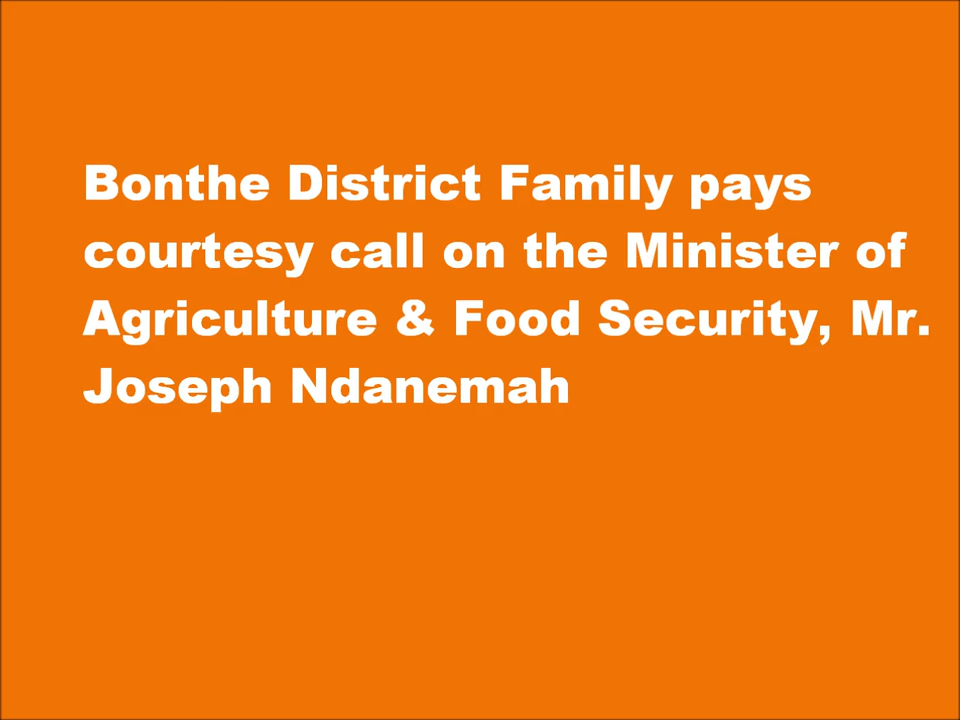 Bonthe District Family pays
courtesy call on the Minister of
Agriculture & Food Security, Mr.
Joseph Ndanemah